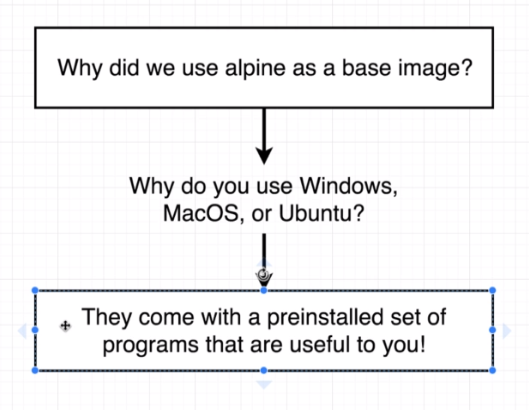 Why did we use alpine as a base image?
Why do you use Windows,
MacOS, or Ubuntu?
They come with a preinstalled set of
programs that are useful to you!